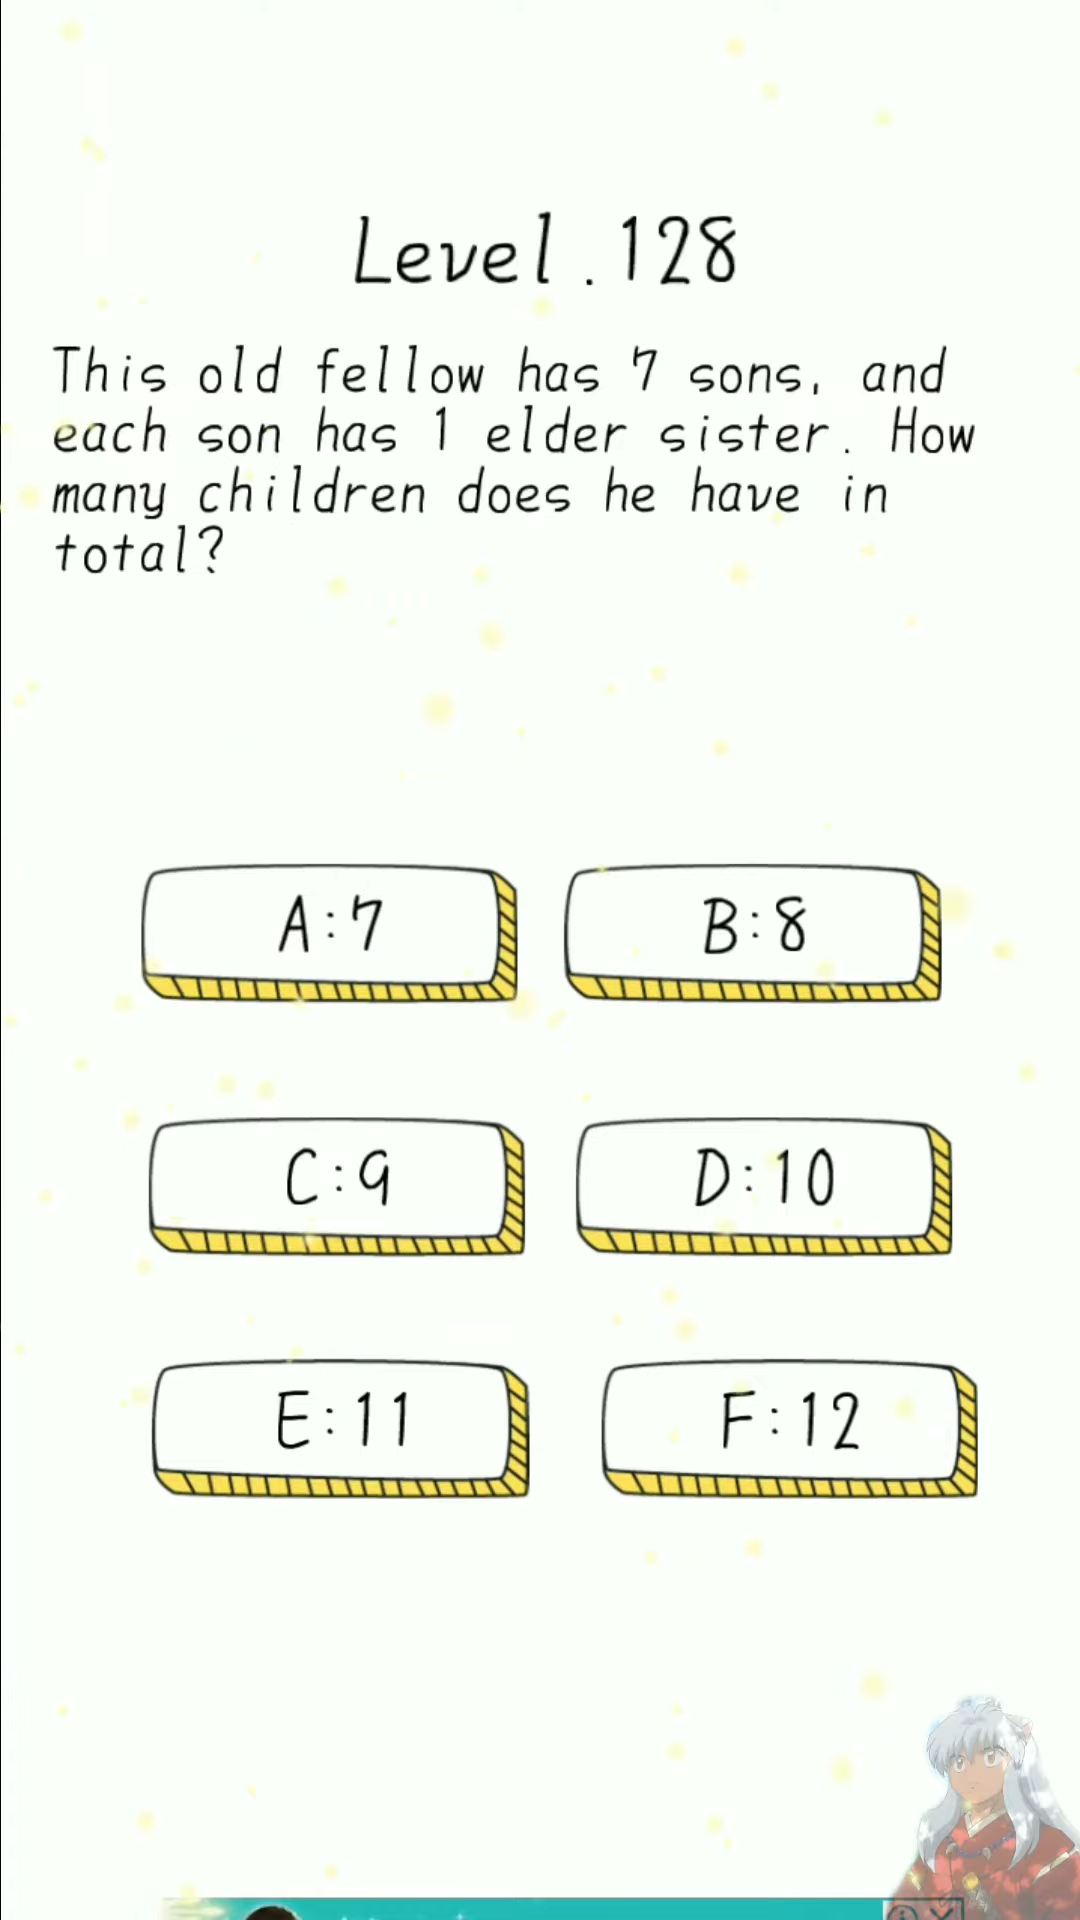 Level.128
This old fellow has 7 sons, and
each son has 1 elder sister. How
many children does he have in
total?
A:7
B:8
C:9
D:10
E:11
F:12